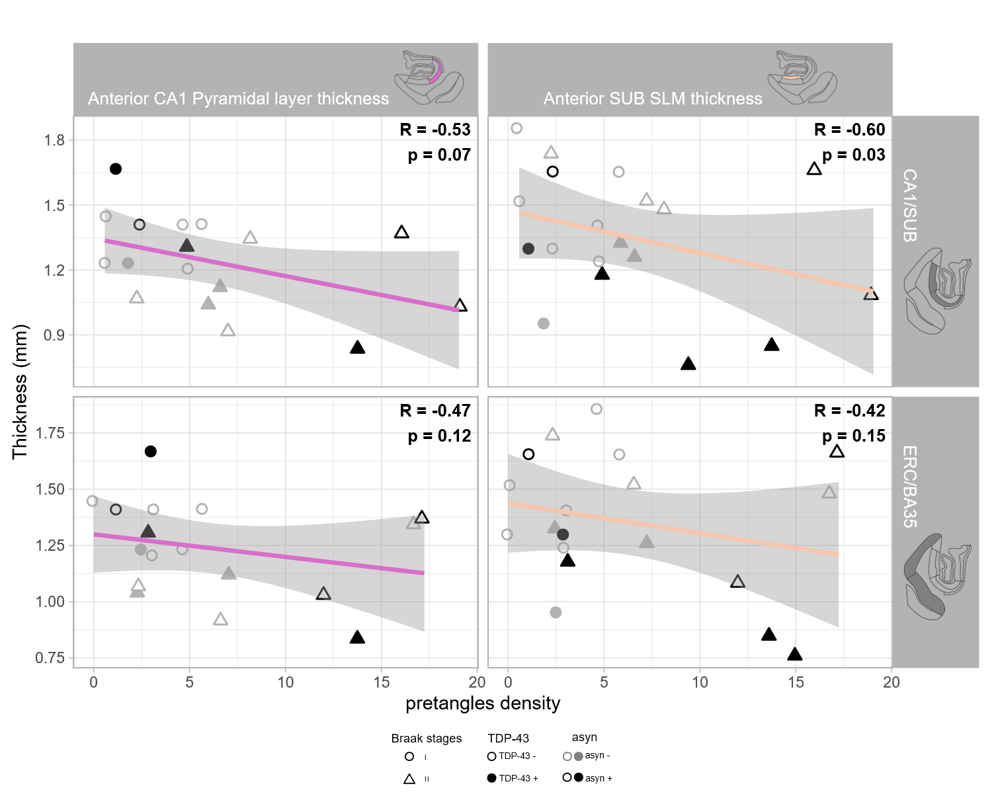 Anterior CA1 Pyramidal layer thickness
Anterior SUB SLM thickness
R = -0.53
p = 0.07
R = -0.60
p = 0.03
CA1/SUB
1.8
1.5
1.2
0.9
Thickness (mm)
R = -0.47
p = 0.12
R = -0.42
p = 0.15
ERC/BA35
1.75
1.50
1.25
1.00
0.75
0 5 10 15 20 0 5 10 15 20
pretangles density
Braak stages TDP-43 asyn
I TDP-43 - asyn -
II TDP-43 + asyn +